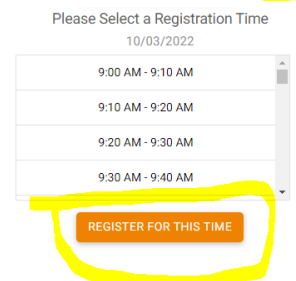 Please Select a Registration Time
10/03/2022
9:00 AM - 9:10 AM
9:10 AM - 9:20 AM
9:20 AM - 9:30 AM
9:30 AM - 9:40 AM
REGISTER FOR THIS TIME